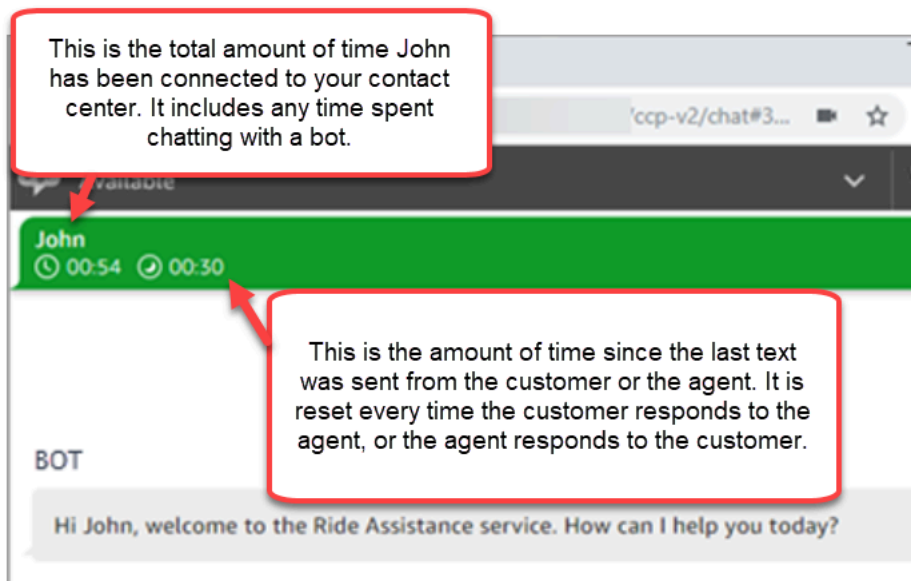 This is the total amount of time John
has been connected to your contact
center. It includes any time spent
chatting with a bot.
/ccp-v2/chat#3...
Available
John
00:54 00:30
This is the amount of time since the last text
was sent from the customer or the agent. It is
reset every time the customer responds to the
agent, or the agent responds to the customer.
BOT
Hi John, welcome to the Ride Assistance service. How can I help you today?